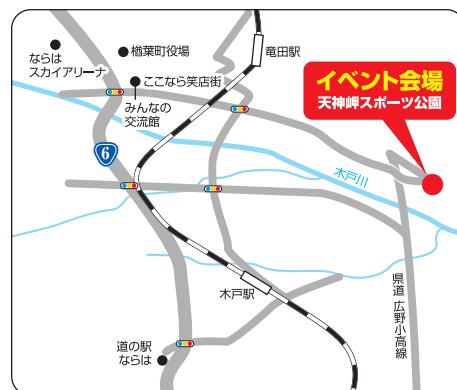 ならは
スカイアリーナ
楢葉町役場
竜田駅
ここなら笑店街
みんなの
交流館
イベント会場
天神岬スポーツ公園
6
木戸川
木戸駅
県道 広野小高線
道の駅
ならは